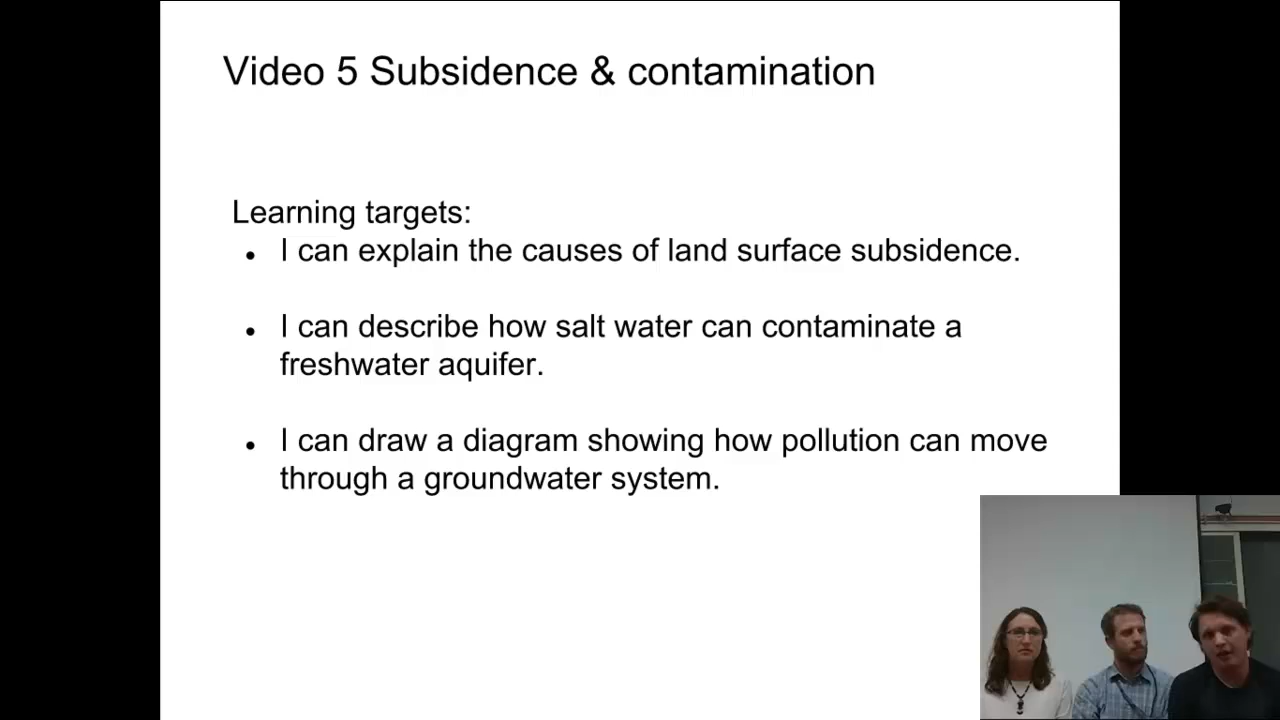 Video 5 Subsidence & contamination
Learning targets:
• I can explain the causes of land surface subsidence.
• I can describe how salt water can contaminate a
freshwater aquifer.
• I can draw a diagram showing how pollution can move
through a groundwater system.